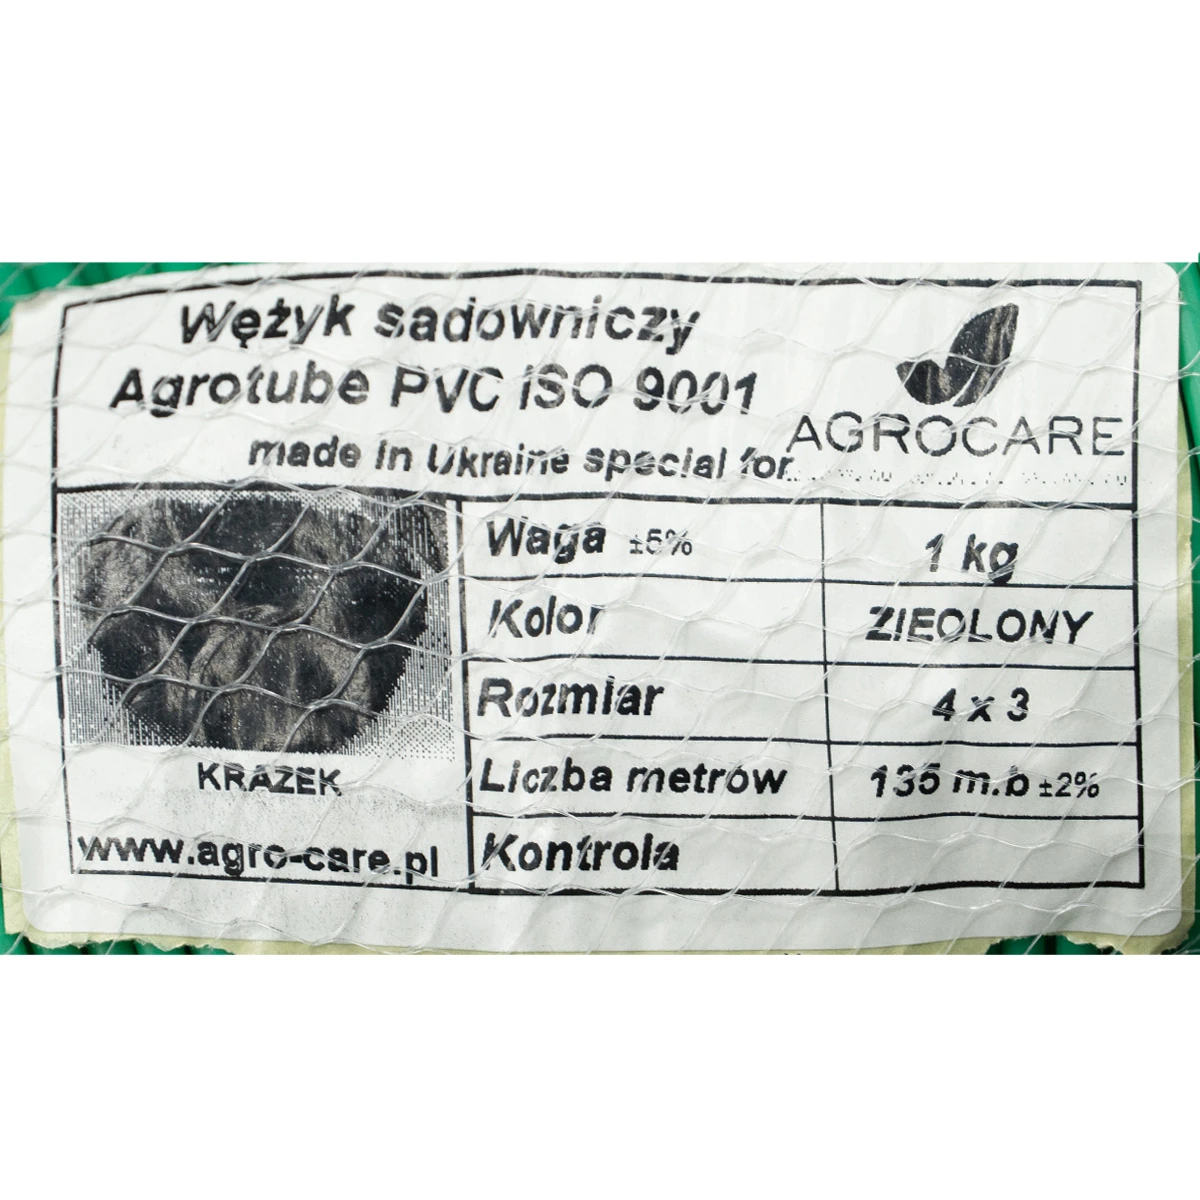 Wężyk sadowniczy
Agrotube PVC ISO 9001
made in Ukraine special for
AGROCARE
Waga ±5% 1 kg
Kolor ZIEOLONY
Rozmiar 4 x 3
Liczba metrów 135 m.b ±2%
Kontrola
KRAZEK
www.agro-care.pl